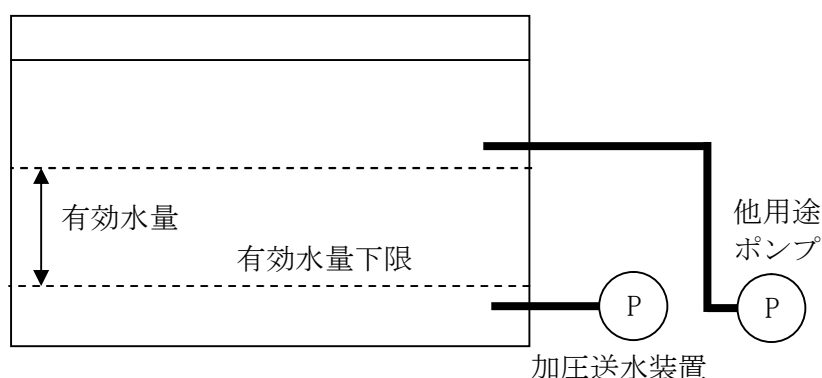 有効水量
有効水量下限
他用途
ポンプ
P
P
加圧送水装置